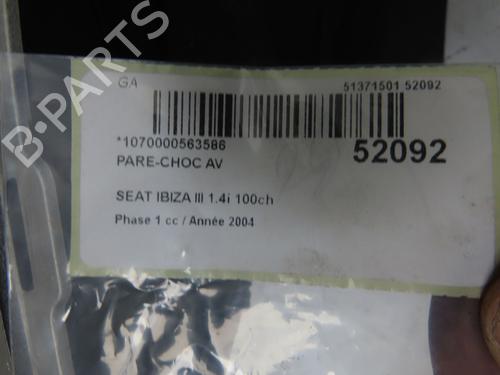 GA
51371501 52092
*1070000563586
52092
PARE-CHOC AV
SEAT IBIZA III 1.4i 100ch
Phase 1 cc / Année 2004
B-PARTS